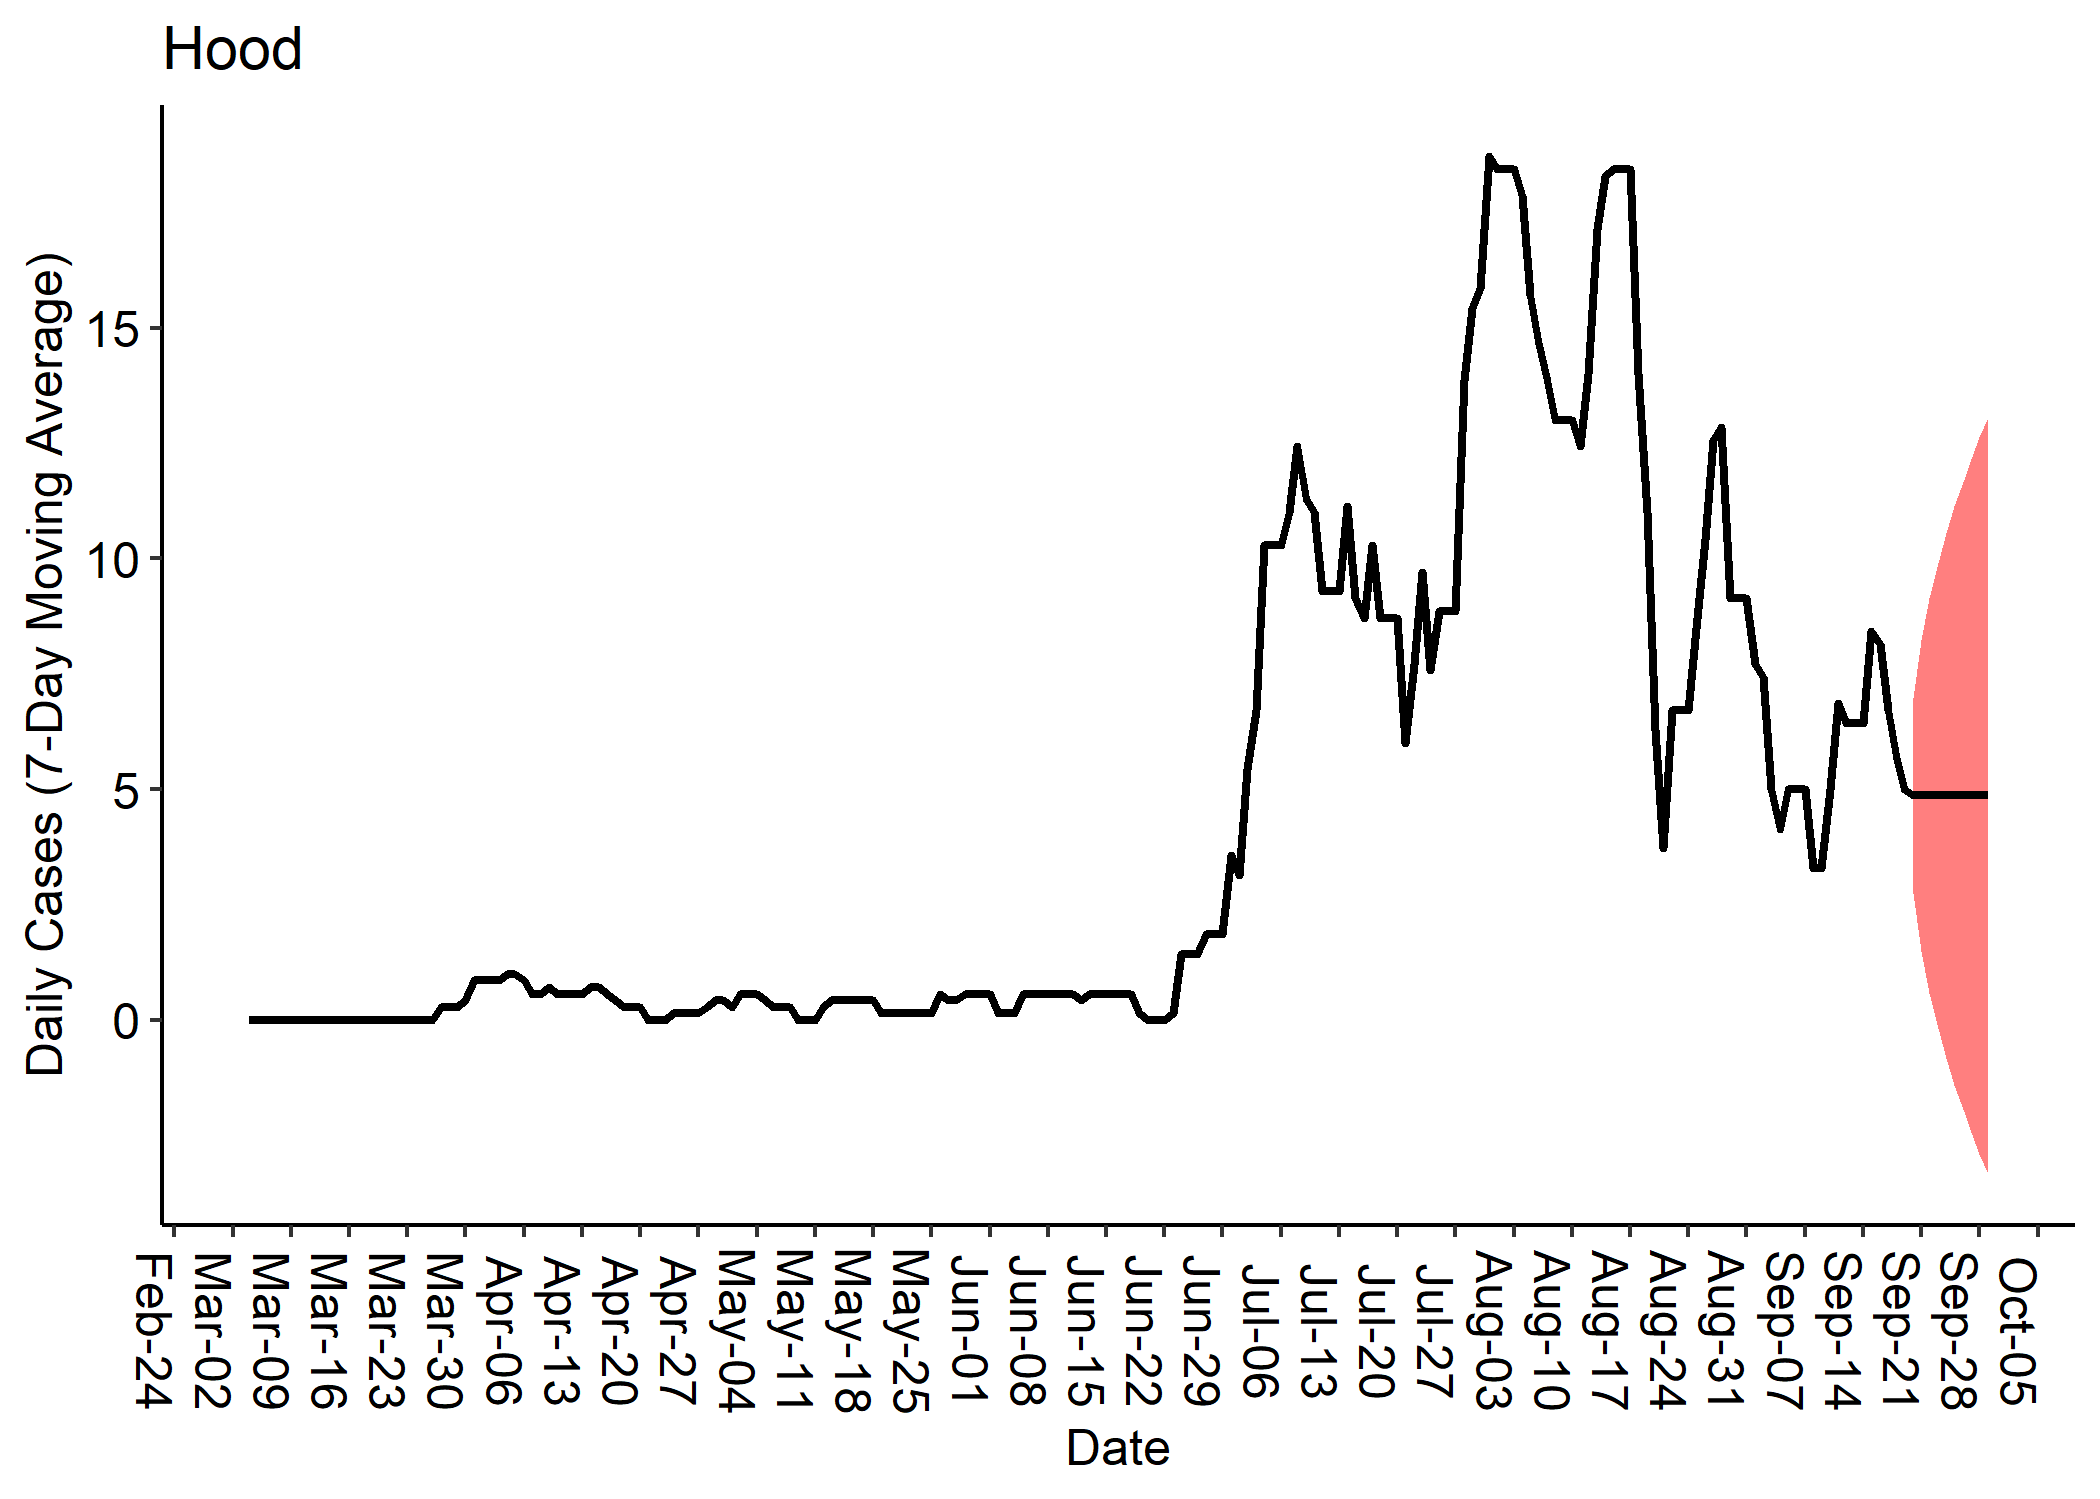 Hood
Daily Cases (7-Day Moving Average)
15
10
5
0
Feb-24
Mar-02
Mar-09
Mar-16
Mar-23
Mar-30
Apr-06
Apr-13
Apr-20
Apr-27
May-04
May-11
May-18
May-25
Jun-01
Jun-08
Jun-15
Jun-22
Jun-29
Jul-06
Jul-13
Jul-20
Jul-27
Aug-03
Aug-10
Aug-17
Aug-24
Aug-31
Sep-07
Sep-14
Sep-21
Sep-28
Oct-05
Date